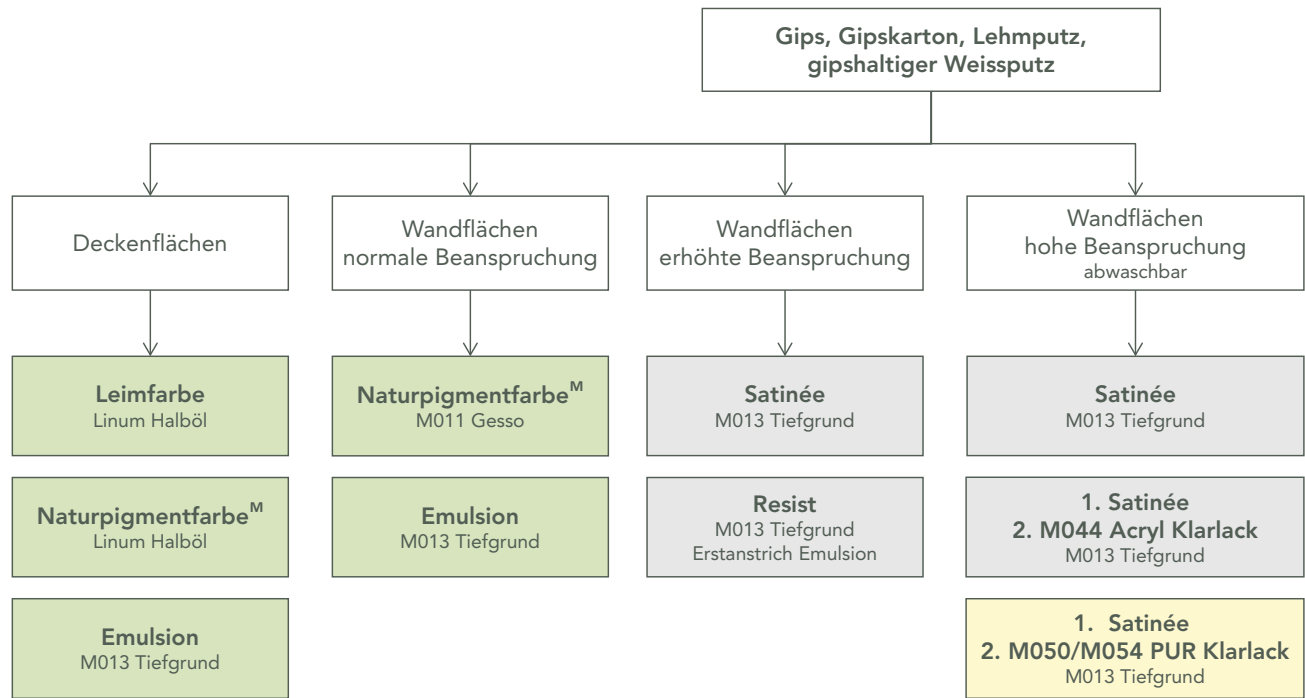 Gips, Gipskarton, Lehmputz,
gipshaltiger Weissputz
Deckenflächen
Wandflächen
normale Beanspruchung
Wandflächen
erhöhte Beanspruchung
Wandflächen
hohe Beanspruchung
abwaschbar
Leimfarbe
Linum Halböl
Naturpigmentfarbe^M
M011 Gesso
Satinée
M013 Tiefgrund
Satinée
M013 Tiefgrund
Naturpigmentfarbe^M
Linum Halböl
Emulsion
M013 Tiefgrund
Resist
M013 Tiefgrund
Erstanstrich Emulsion
1. Satinée
2. M044 Acryl Klarlack
M013 Tiefgrund
Emulsion
M013 Tiefgrund
1. Satinée
2. M050/M054 PUR Klarlack
M013 Tiefgrund